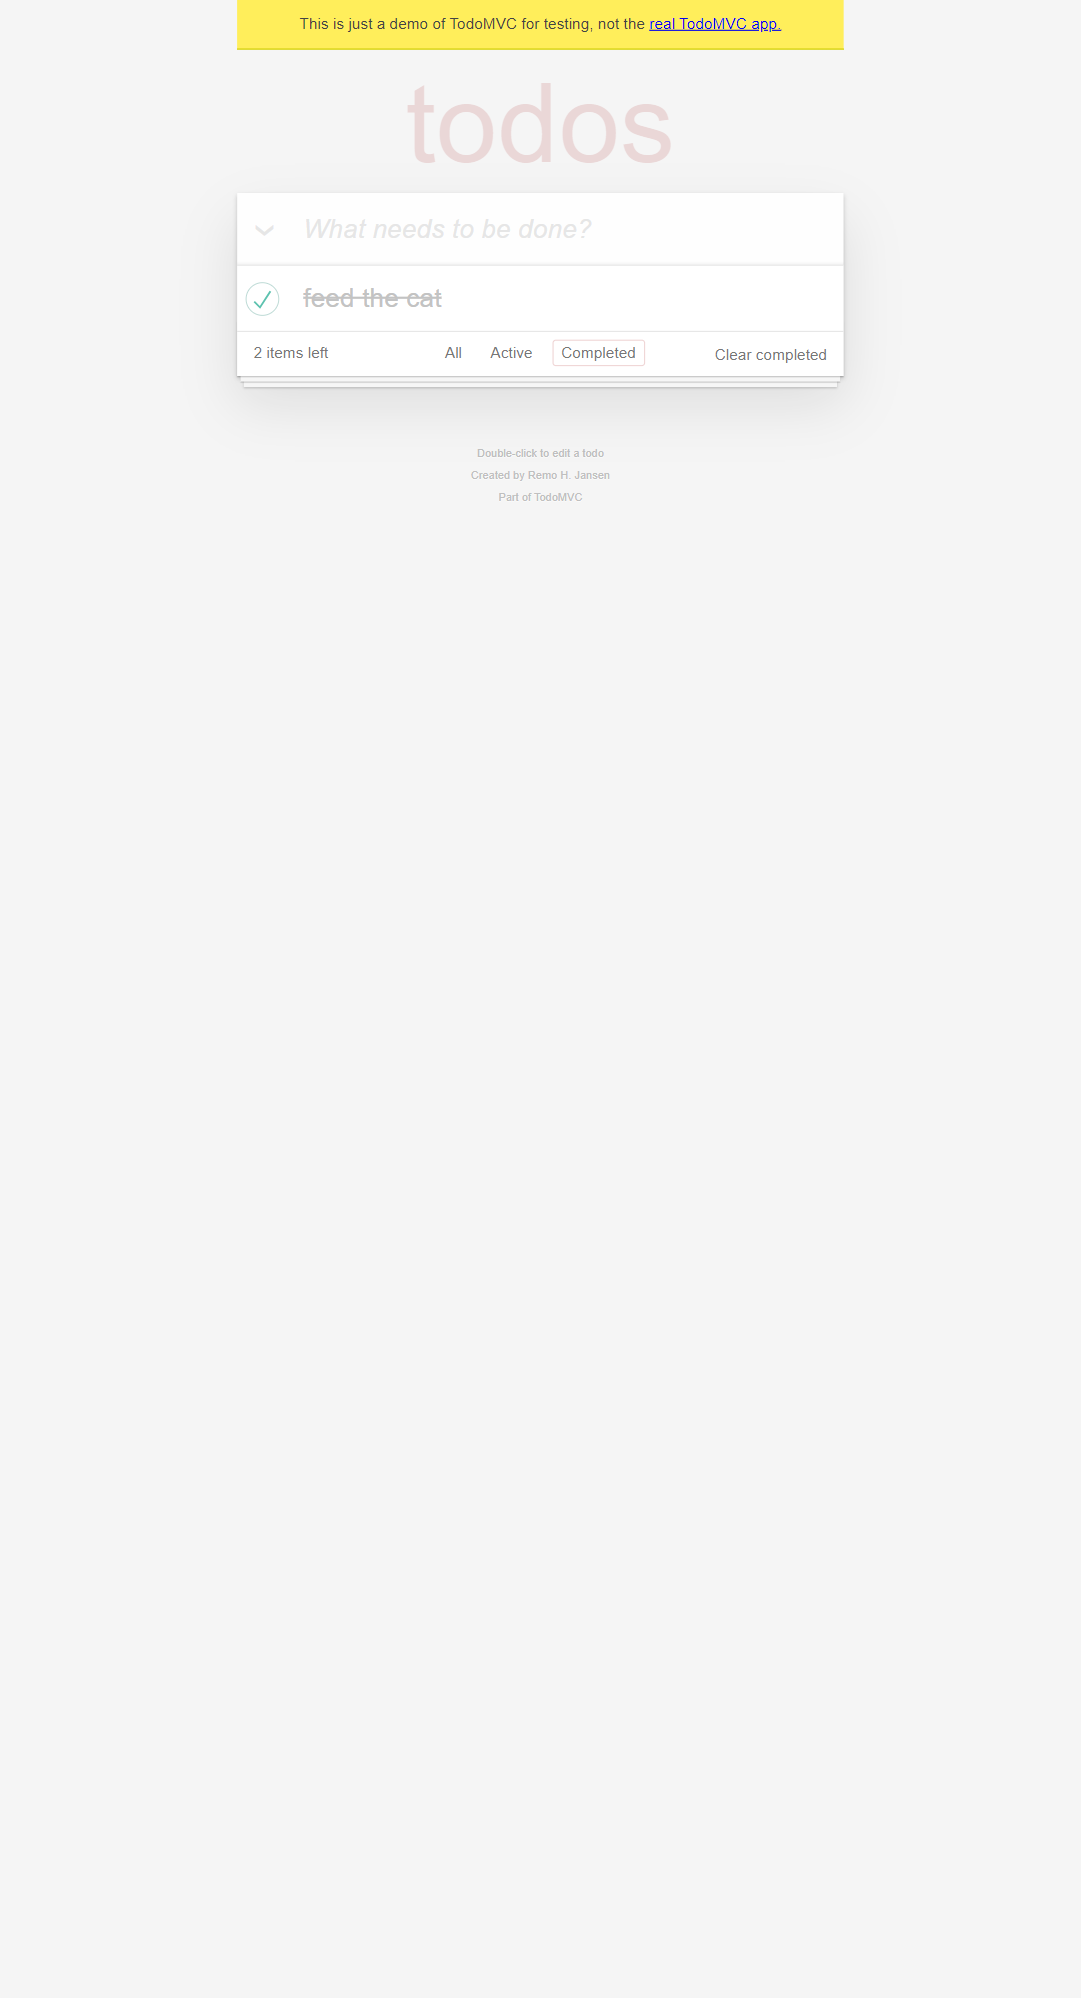 This is just a demo of TodoMVC for testing, not the real TodoMVC app.
todos
What needs to be done?
feed the cat
2 items left All Active Completed Clear completed
Double-click to edit a todo
Created by Remo H. Jansen
Part of TodoMVC